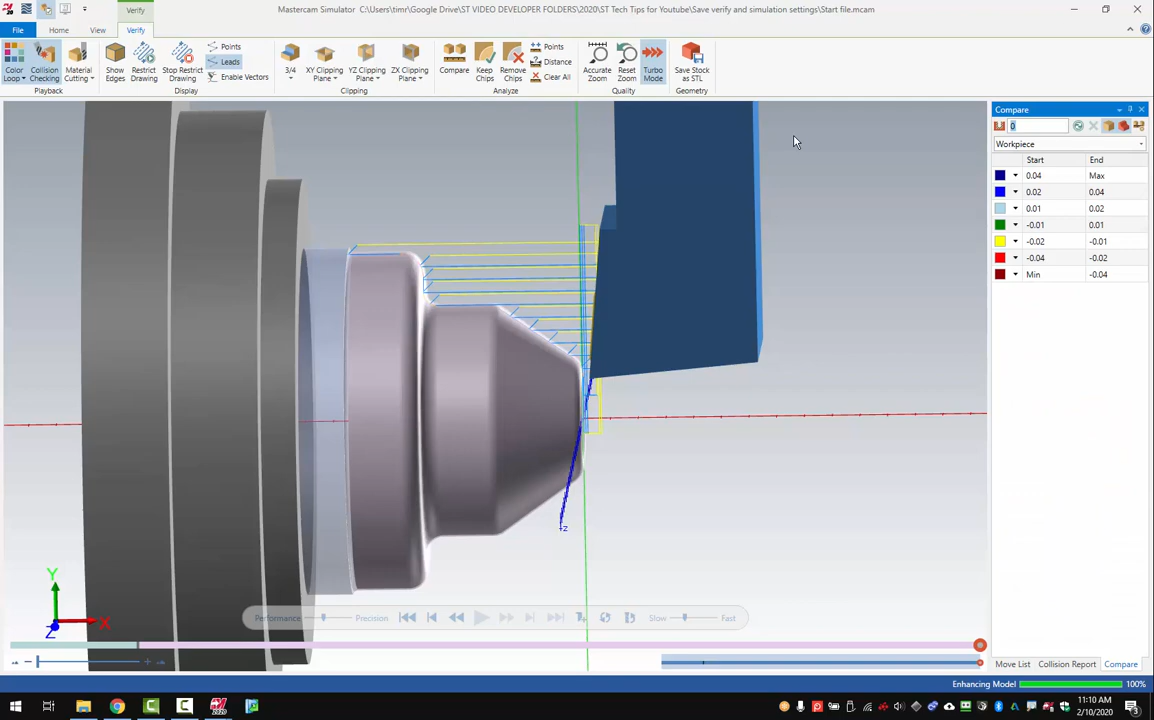 Verify
Mastercam Simulator C:\Users\timr\Google Drive\ST VIDEO DEVELOPER FOLDERS\2020\ST Tech Tips for Youtube\Save verify and simulation settings\Start file.mcam
File Home View Verify
Color Loop
Collision Checking
Material Cutting
Playback
Show Edges
Restrict Drawing
Stop Restrict Drawing
Points
Leads
Enable Vectors
Display
3/4
XY Clipping Plane
YZ Clipping Plane
ZX Clipping Plane
Clipping
Compare
Keep Chips
Remove Chips
Points
Distance
Clear All
Analyze
Accurate Zoom
Reset Zoom
Turbo Mode
Quality
Save Stock as STL
Geometry
Compare
0
Workpiece
Start End
0.04 Max
0.02 0.04
0.01 0.02
-0.01 0.01
-0.02 -0.01
-0.04 -0.02
Min -0.04
Z
Y
X
Z
Performance Precision Slow Fast
Move List Collision Report Compare
Enhancing Model 100%
11:10 AM
2/10/2020